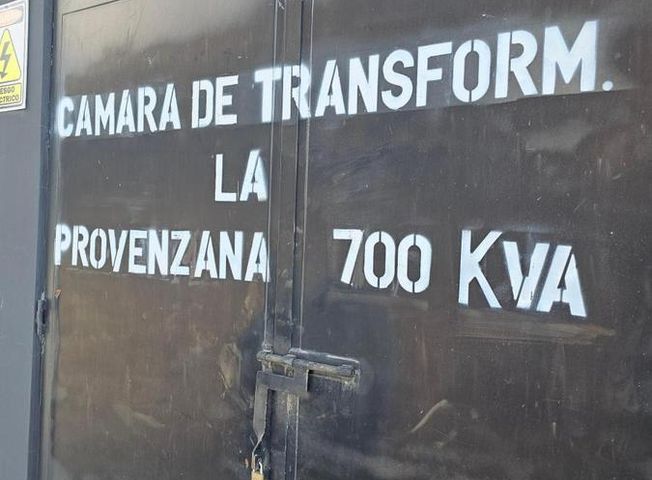 CAMARA DE TRANSFORM.
LA
PROVENZANA 700 KVA